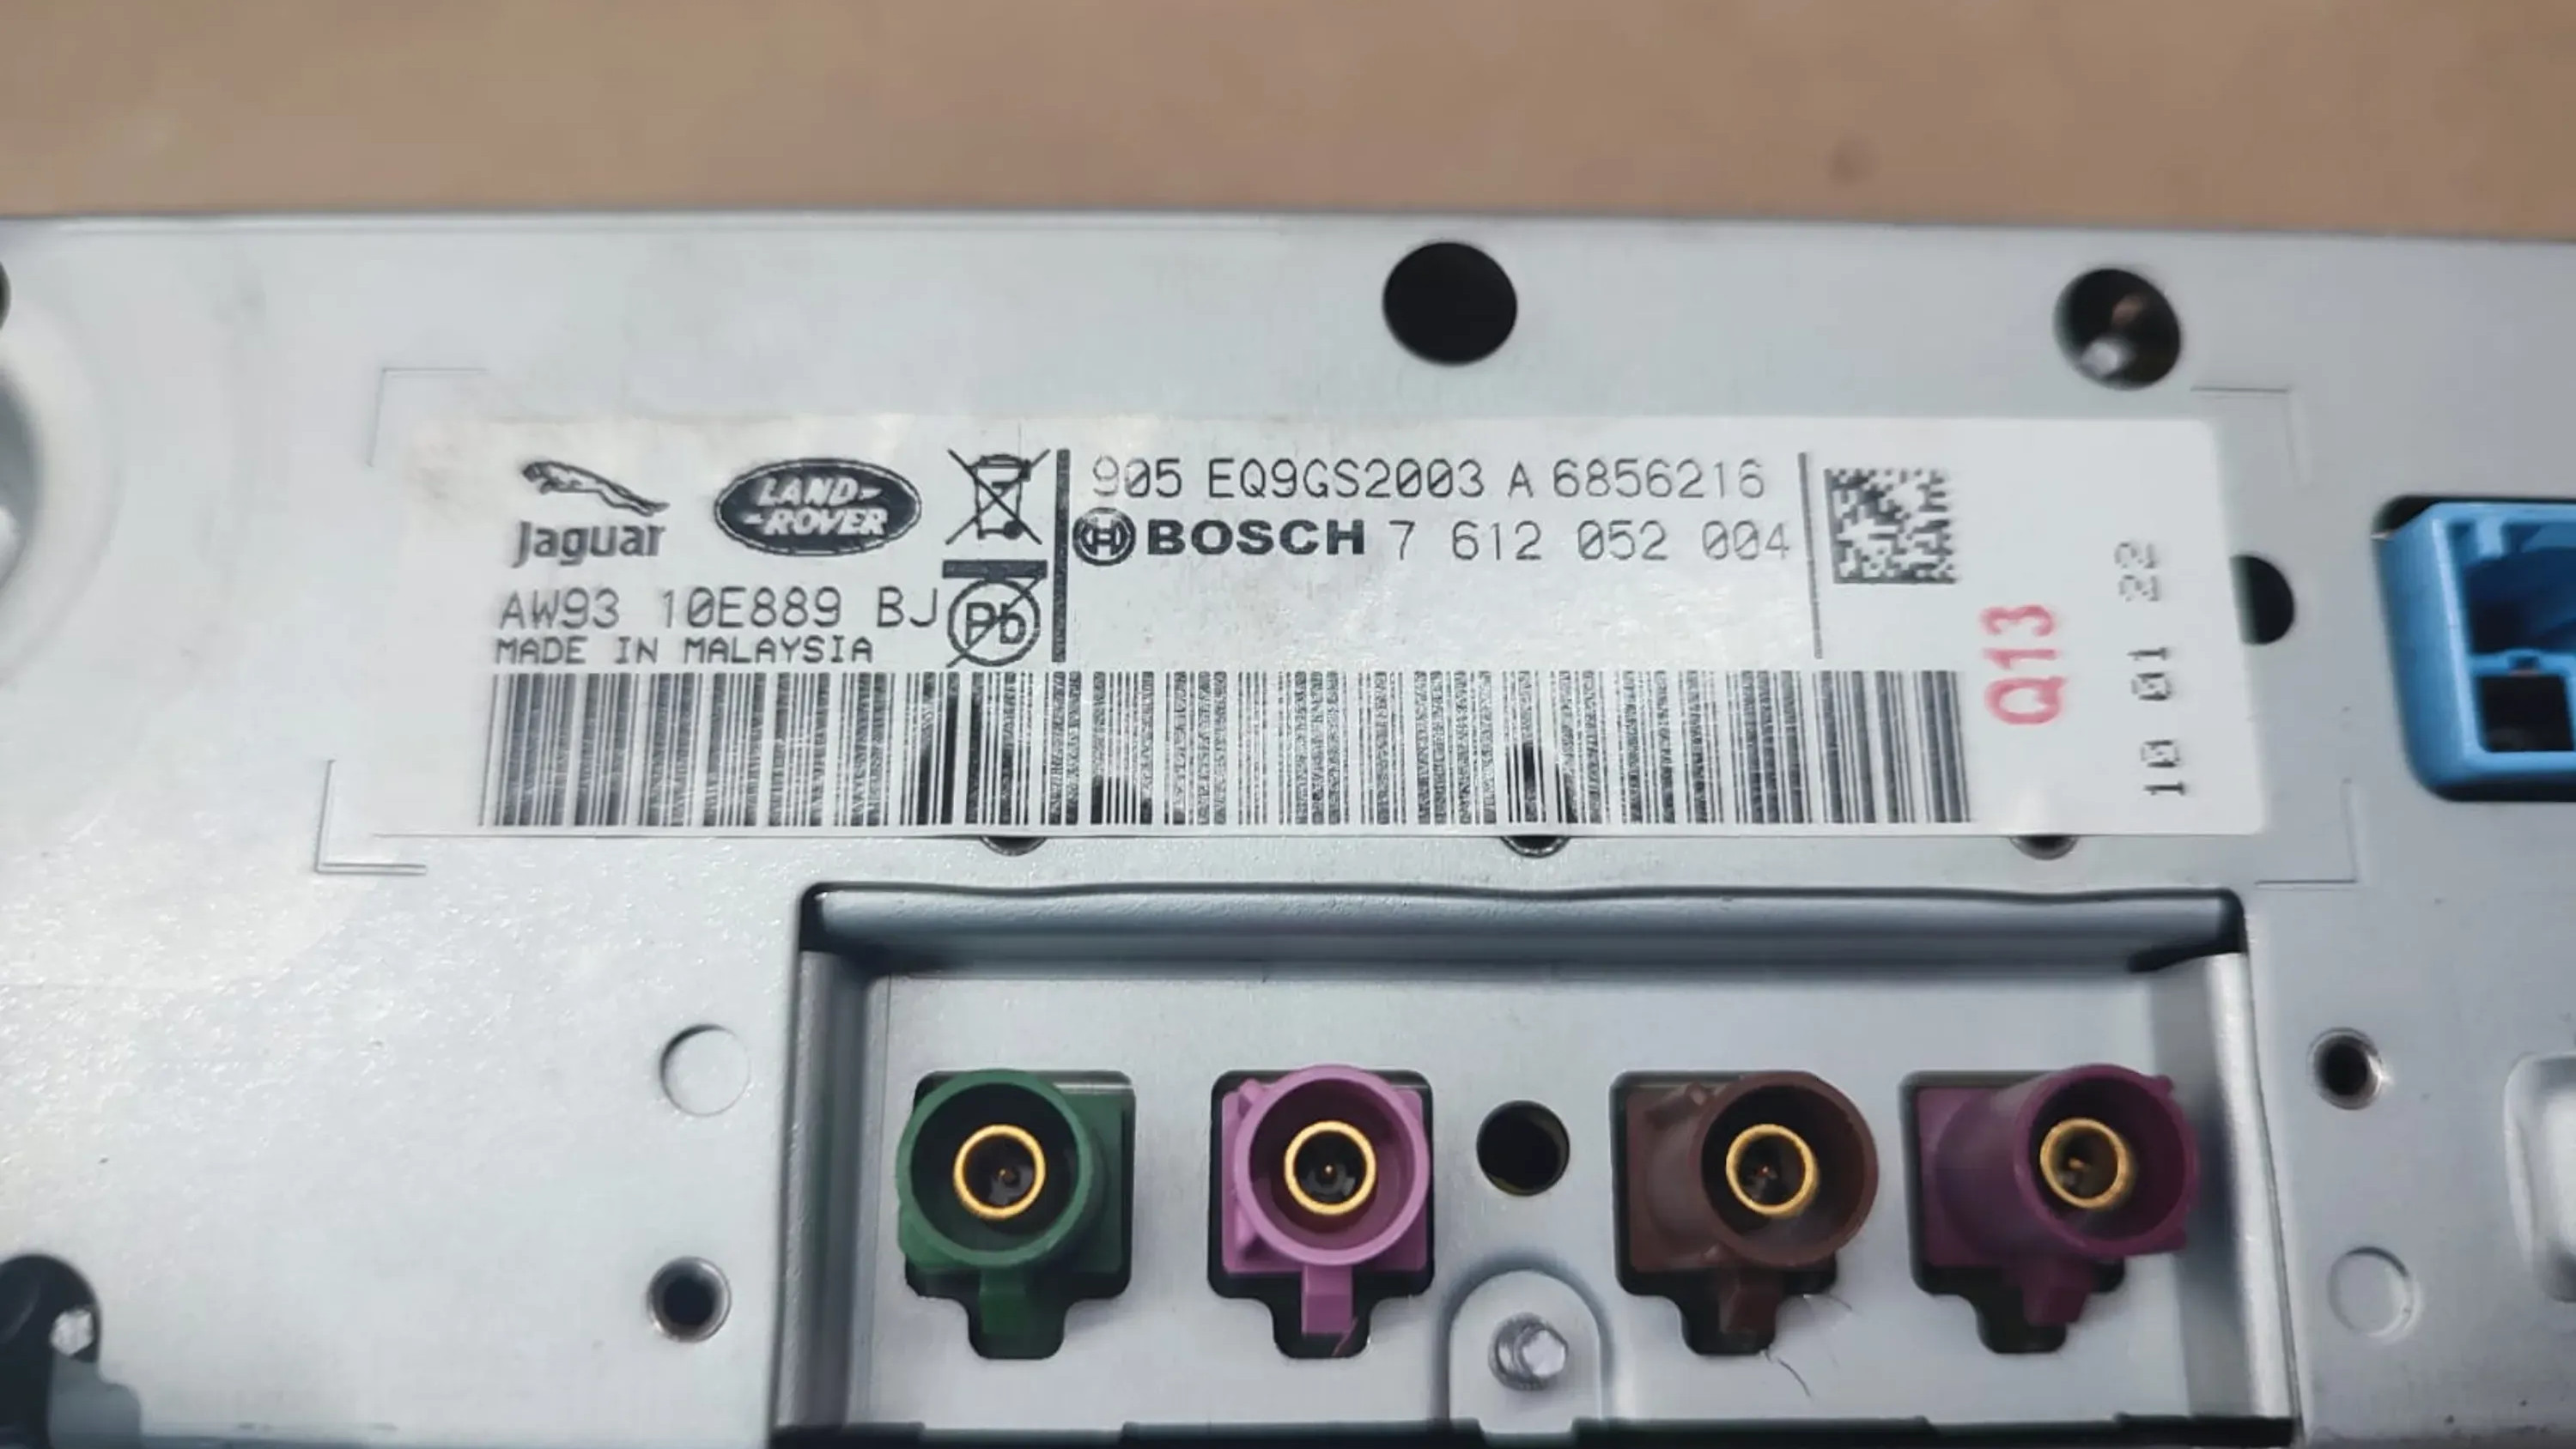 Jaguar
LAND-
-ROVER
AW93 10E889 BJ
MADE IN MALAYSIA
Pb
905 EQ9GS2003 A 6856216
BOSCH 7 612 052 004
Q13
10 01 22